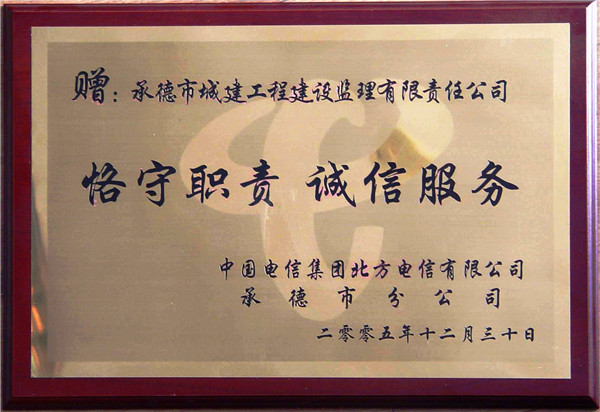 赠：承德市城建工程建设监理有限责任公司
恪守职责 诚信服务
中国电信集团北方电信有限公司
承德市分公司
二零零五年十二月三十日